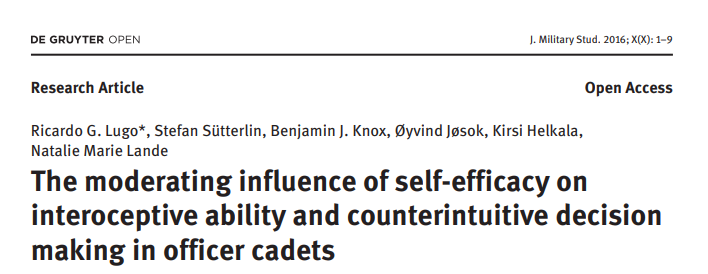 DE GRUYTER OPEN
J. Military Stud. 2016; X(X): 1–9
Research Article
Open Access
Ricardo G. Lugo*, Stefan Sütterlin, Benjamin J. Knox, Øyvind Jøsok, Kirsi Helkala,
Natalie Marie Lande
The moderating influence of self-efficacy on
interoceptive ability and counterintuitive decision
making in officer cadets